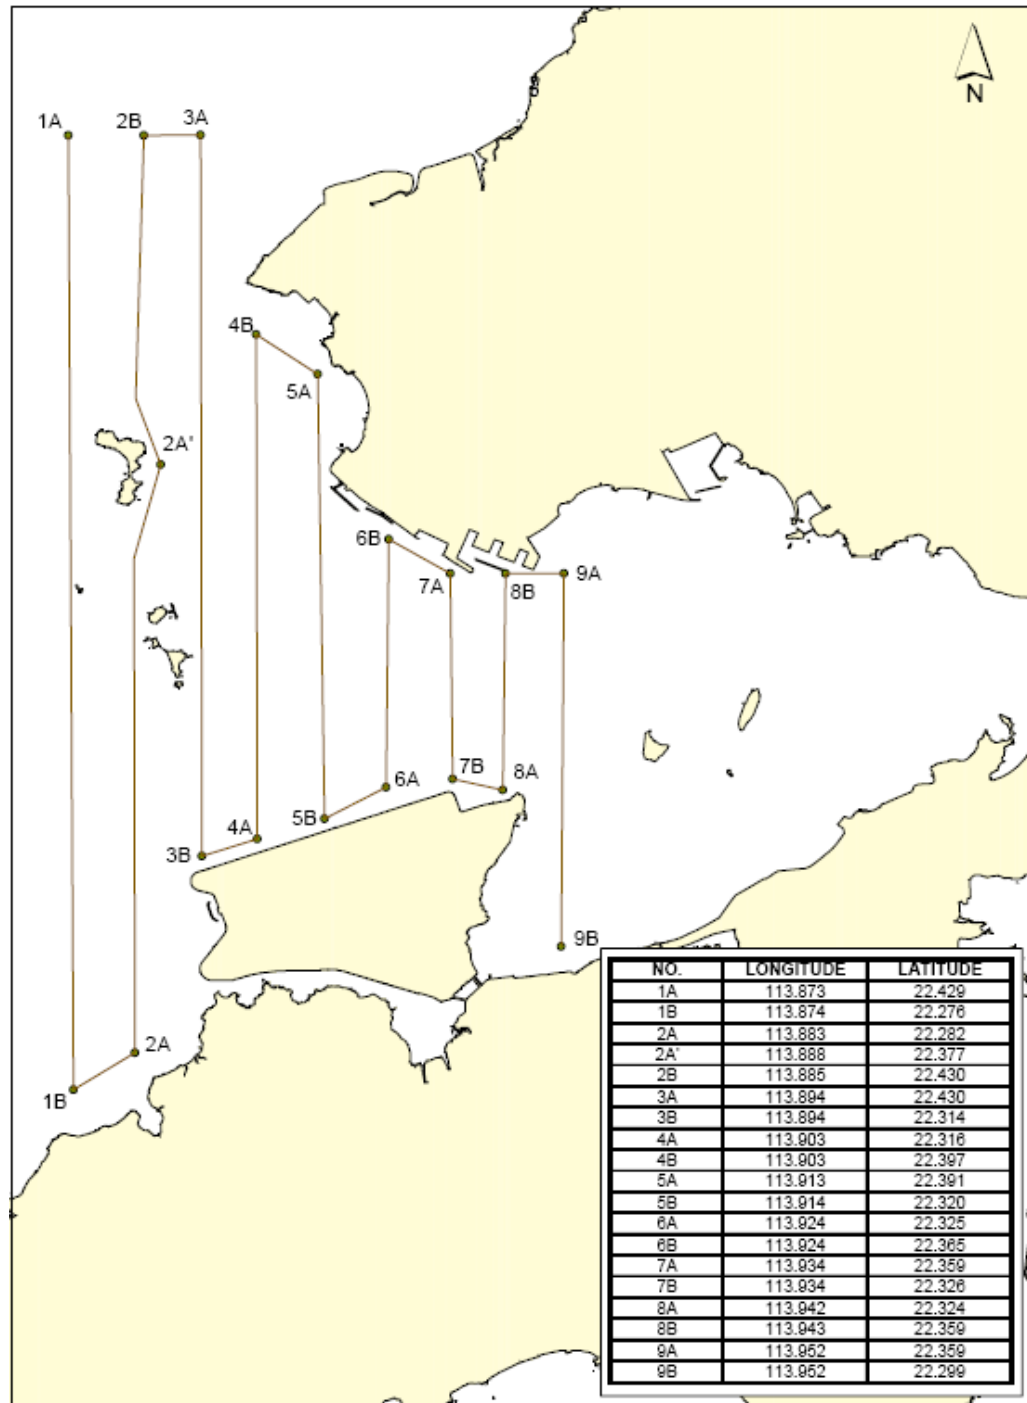 N
1A
2B
3A
4B
5A
2A'
6B
7A
8B
9A
7B
8A
6A
5B
4A
3B
9B
2A
1B
NO. LONGITUDE LATITUDE
1A 113.873 22.429
1B 113.874 22.276
2A 113.883 22.282
2A' 113.888 22.377
2B 113.885 22.430
3A 113.894 22.430
3B 113.894 22.314
4A 113.903 22.316
4B 113.903 22.397
5A 113.913 22.391
5B 113.914 22.320
6A 113.924 22.325
6B 113.924 22.365
7A 113.934 22.359
7B 113.934 22.326
8A 113.942 22.324
8B 113.943 22.359
9A 113.952 22.359
9B 113.952 22.299